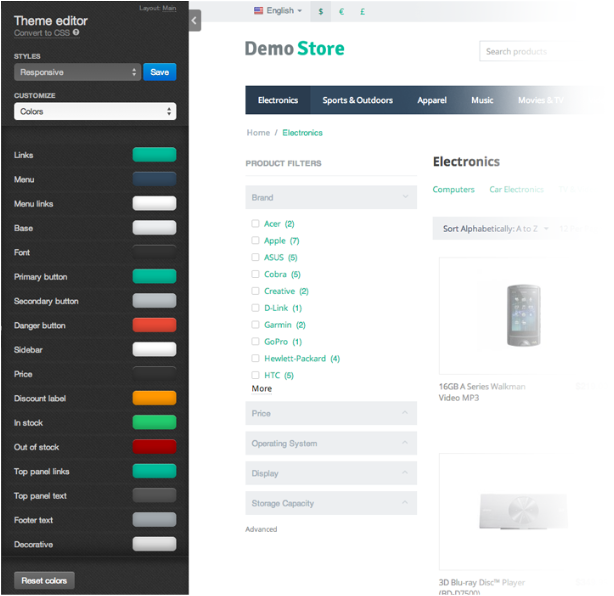 Layout: Main
Theme editor
Convert to CSS ?
STYLES
Responsive
Save
CUSTOMIZE
Colors
Links
Menu
Menu links
Base
Font
Primary button
Secondary button
Danger button
Sidebar
Price
Discount label
In stock
Out of stock
Top panel links
Top panel text
Footer text
Decorative
Reset colors
English $ € £
Demo Store
Search products
Electronics Sports & Outdoors Apparel Music Movies & TV
Home / Electronics
PRODUCT FILTERS
Brand
Acer (2)
Apple (7)
ASUS (5)
Cobra (5)
Creative (2)
D-Link (1)
Garmin (2)
GoPro (1)
Hewlett-Packard (4)
HTC (5)
More
Price
Operating System
Display
Storage Capacity
Advanced
Electronics
Computers Car Electronics
Sort Alphabetically: A to Z
16GB A Series Walkman
Video MP3
3D Blu-ray Disc™ Player
(BD-D7500)